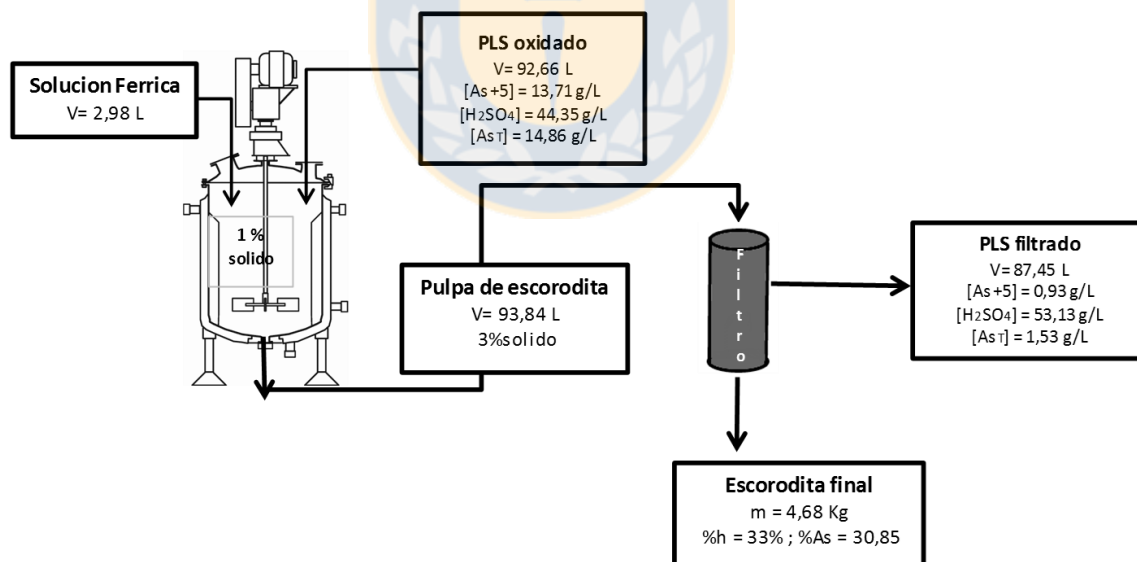 Solucion Ferrica
V= 2,98 L
PLS oxidado
V= 92,66 L
[As+5] = 13,71 g/L
[H2SO4] = 44,35 g/L
[AsT] = 14,86 g/L
1 %
solido
Pulpa de escorodita
V= 93,84 L
3%solido
Filtro
PLS filtrado
V= 87,45 L
[As+5] = 0,93 g/L
[H2SO4] = 53,13 g/L
[AsT] = 1,53 g/L
Escorodita final
m = 4,68 Kg
%h = 33% ; %As = 30,85